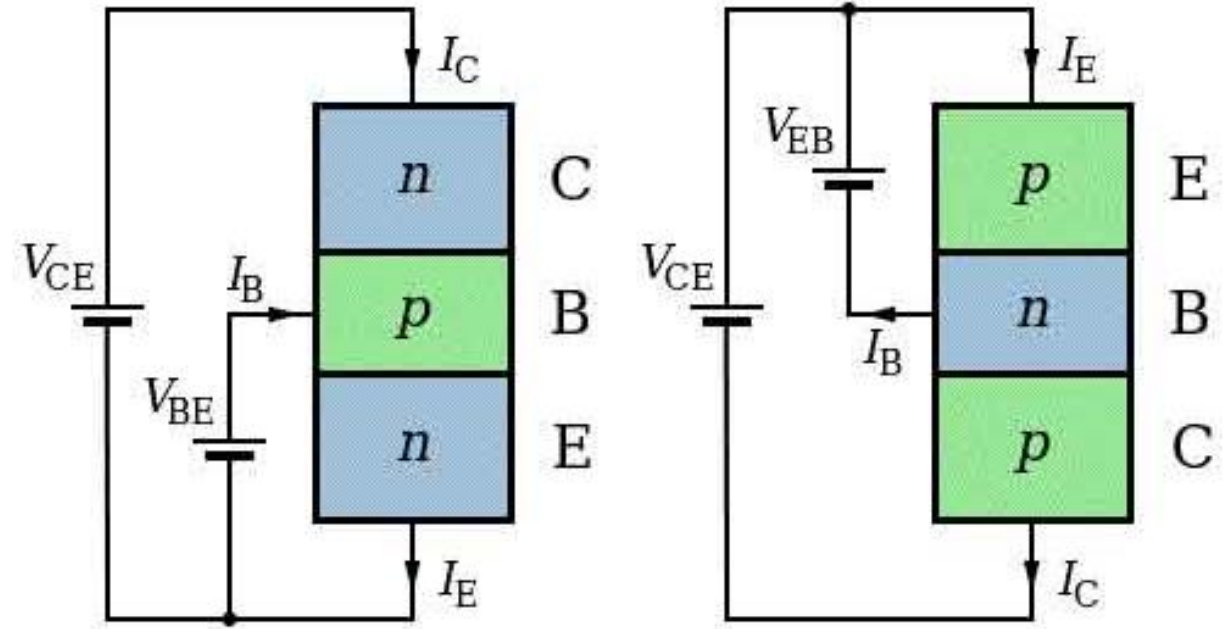 I_C
n C
V_CE
I_B
p B
V_BE
n E
I_E
I_E
V_EB
p E
V_CE
n B
I_B
p C
I_C